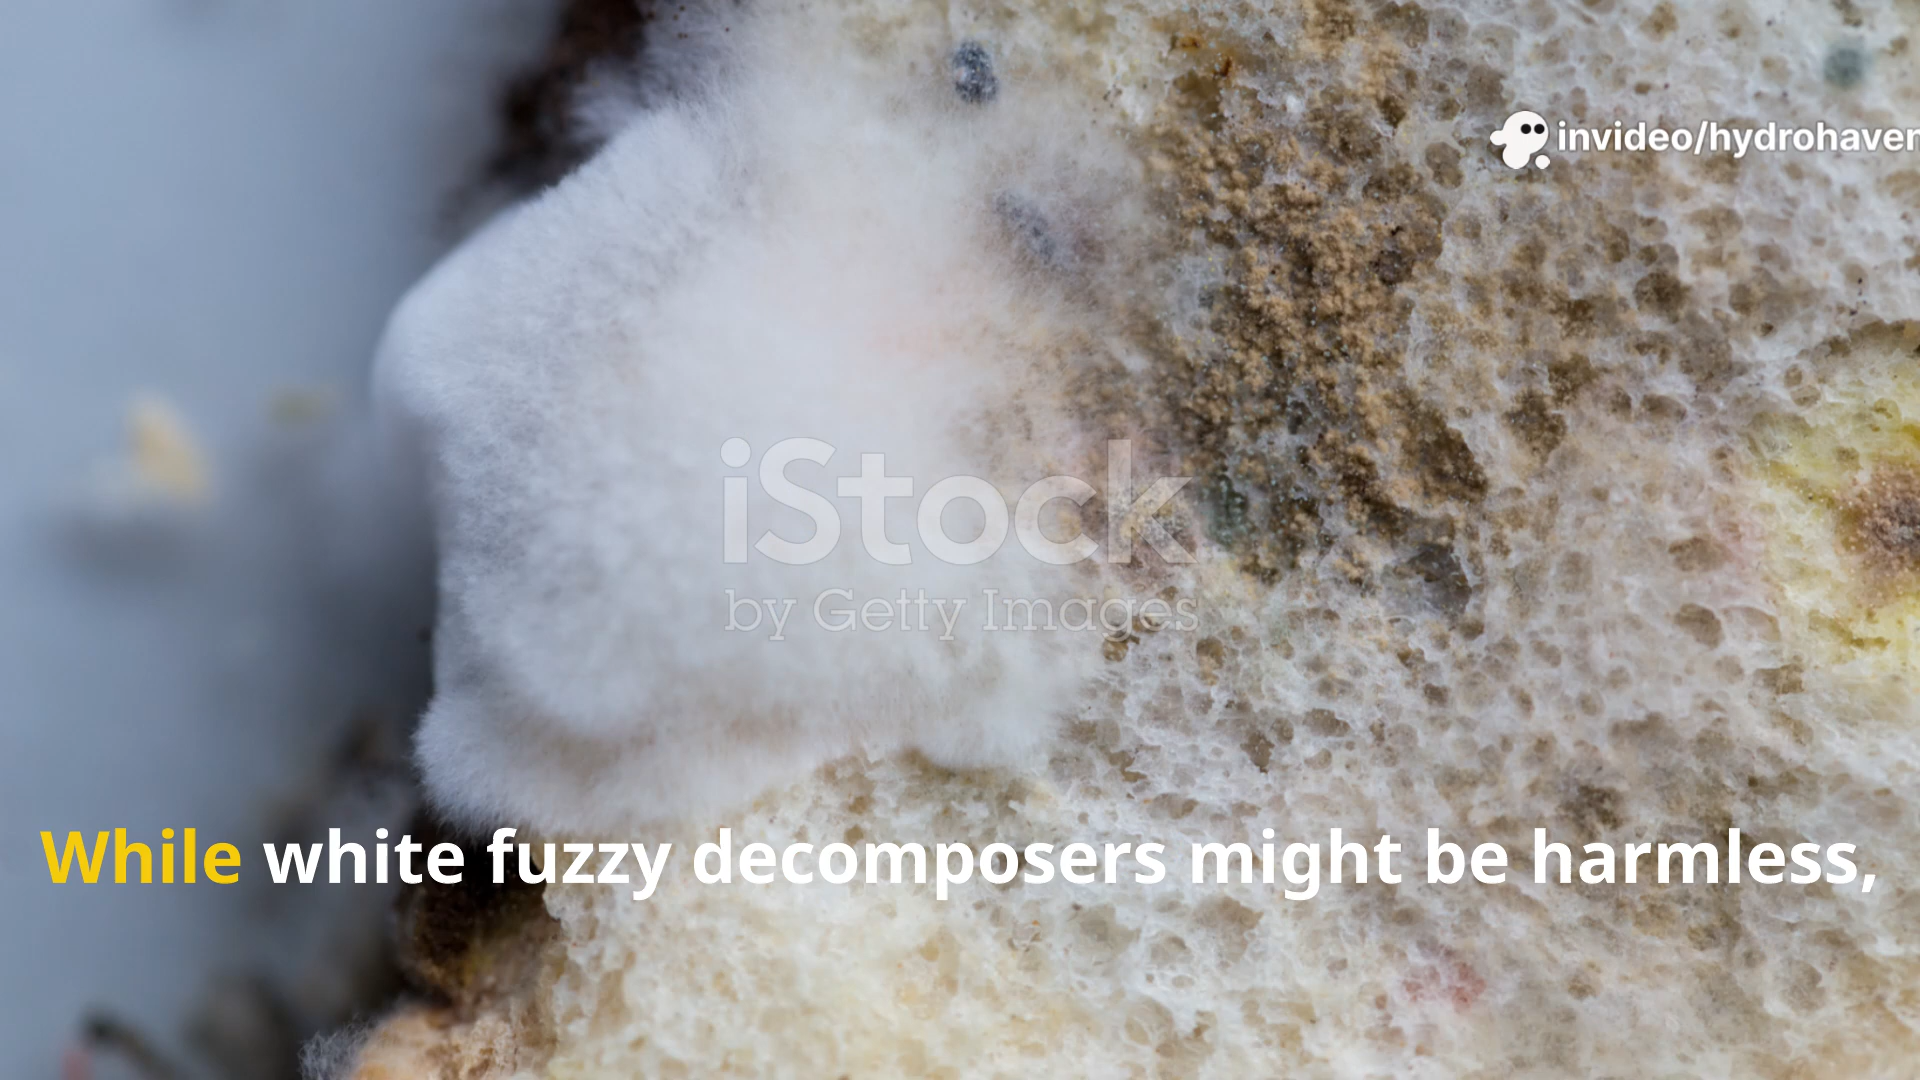 invideo/hydrohaven
iStock
by Getty Images
While white fuzzy decomposers might be harmless,